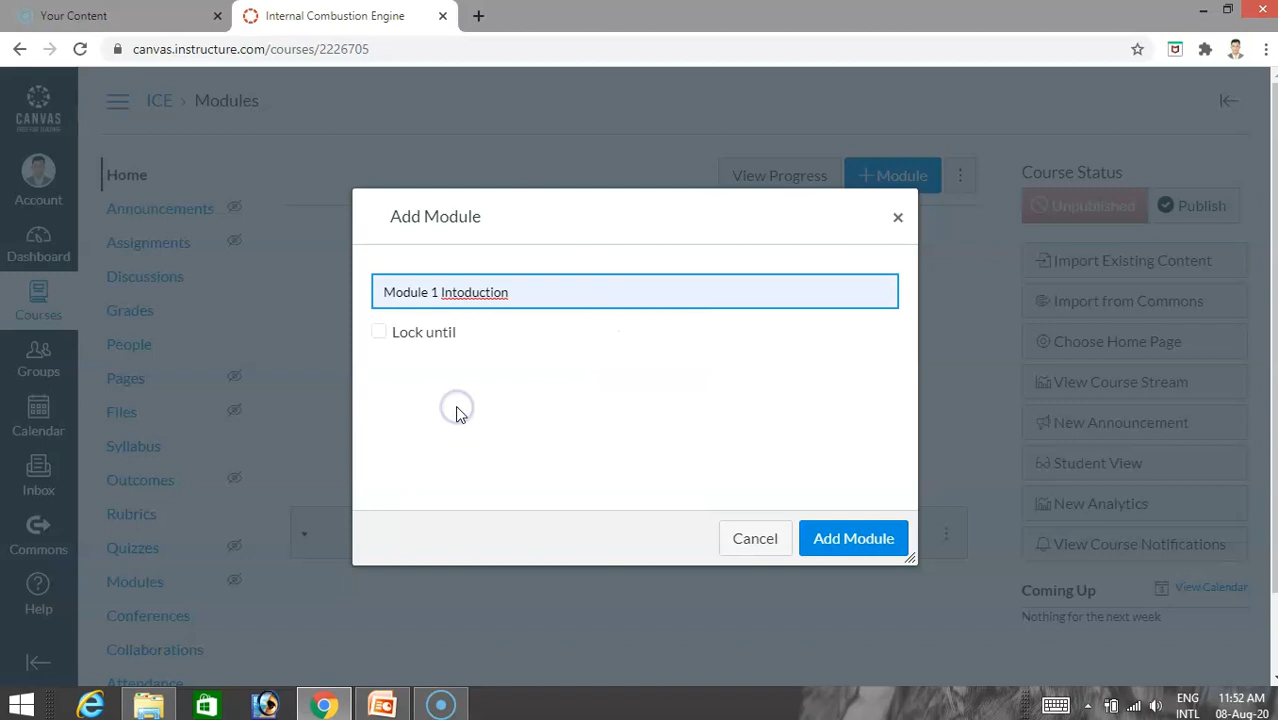 Your Content
Internal Combustion Engine
canvas.instructure.com/courses/2226705
CANVAS
FREE FOR TEACHER
ICE › Modules
Account
Dashboard
Courses
Groups
Calendar
Inbox
Commons
Help
Home
Announcements
Assignments
Discussions
Grades
People
Pages
Files
Syllabus
Outcomes
Rubrics
Quizzes
Modules
Conferences
Collaborations
Attendance
View Progress
+ Module
Add Module
Module 1 Intoduction
Lock until
Cancel
Add Module
Course Status
Unpublished
Publish
Import Existing Content
Import from Commons
Choose Home Page
View Course Stream
New Announcement
Student View
New Analytics
View Course Notifications
Coming Up
View Calendar
Nothing for the next week
ENG
INTL
11:52 AM
08-Aug-20